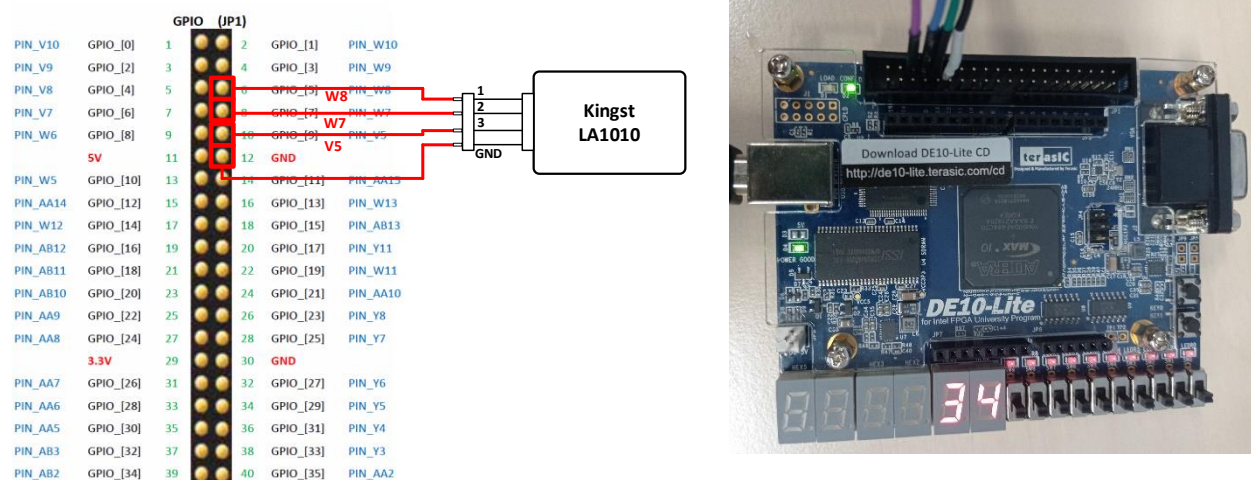 GPIO (JP1)
PIN_V10 GPIO_[0] 1 2 GPIO_[1] PIN_W10
PIN_V9 GPIO_[2] 3 4 GPIO_[3] PIN_W9
PIN_V8 GPIO_[4] 5 6 GPIO_[5] PIN_W8
W8
PIN_V7 GPIO_[6] 7 8 GPIO_[7] PIN_W7
W7
PIN_W6 GPIO_[8] 9 10 GPIO_[9] PIN_V5
V5
5V 11 12 GND
PIN_W5 GPIO_[10] 13 14 GPIO_[11] PIN_AA15
PIN_AA14 GPIO_[12] 15 16 GPIO_[13] PIN_W13
PIN_W12 GPIO_[14] 17 18 GPIO_[15] PIN_AB13
PIN_AB12 GPIO_[16] 19 20 GPIO_[17] PIN_Y11
PIN_AB11 GPIO_[18] 21 22 GPIO_[19] PIN_W11
PIN_AB10 GPIO_[20] 23 24 GPIO_[21] PIN_AA10
PIN_AA9 GPIO_[22] 25 26 GPIO_[23] PIN_Y8
PIN_AA8 GPIO_[24] 27 28 GPIO_[25] PIN_Y7
3.3V 29 30 GND
PIN_AA7 GPIO_[26] 31 32 GPIO_[27] PIN_Y6
PIN_AA6 GPIO_[28] 33 34 GPIO_[29] PIN_Y5
PIN_AA5 GPIO_[30] 35 36 GPIO_[31] PIN_Y4
PIN_AB3 GPIO_[32] 37 38 GPIO_[33] PIN_Y3
PIN_AB2 GPIO_[34] 39 40 GPIO_[35] PIN_AA2
1
2
3
GND
Kingst
LA1010
LOAD
J1
JP1
Download DE10-Lite CD
http://de10-lite.terasic.com/cd
terasIC
POWER GOOD
ISSI
ALTERA
MAX 10
DE10-Lite
for Intel FPGA University Program
34